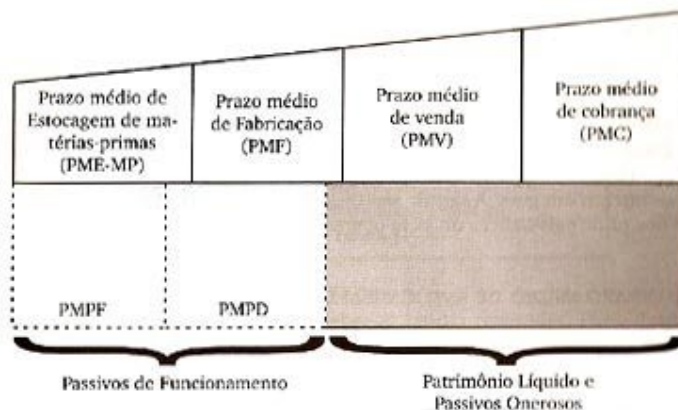 Prazo médio de
Estocagem de ma-
térias-primas
(PME-MP)
Prazo médio
de Fabricação
(PMF)
Prazo médio
de venda
(PMV)
Prazo médio
de cobrança
(PMC)
PMPF
PMPD
Passivos de Funcionamento
Patrimônio Líquido e
Passivos Onerosos